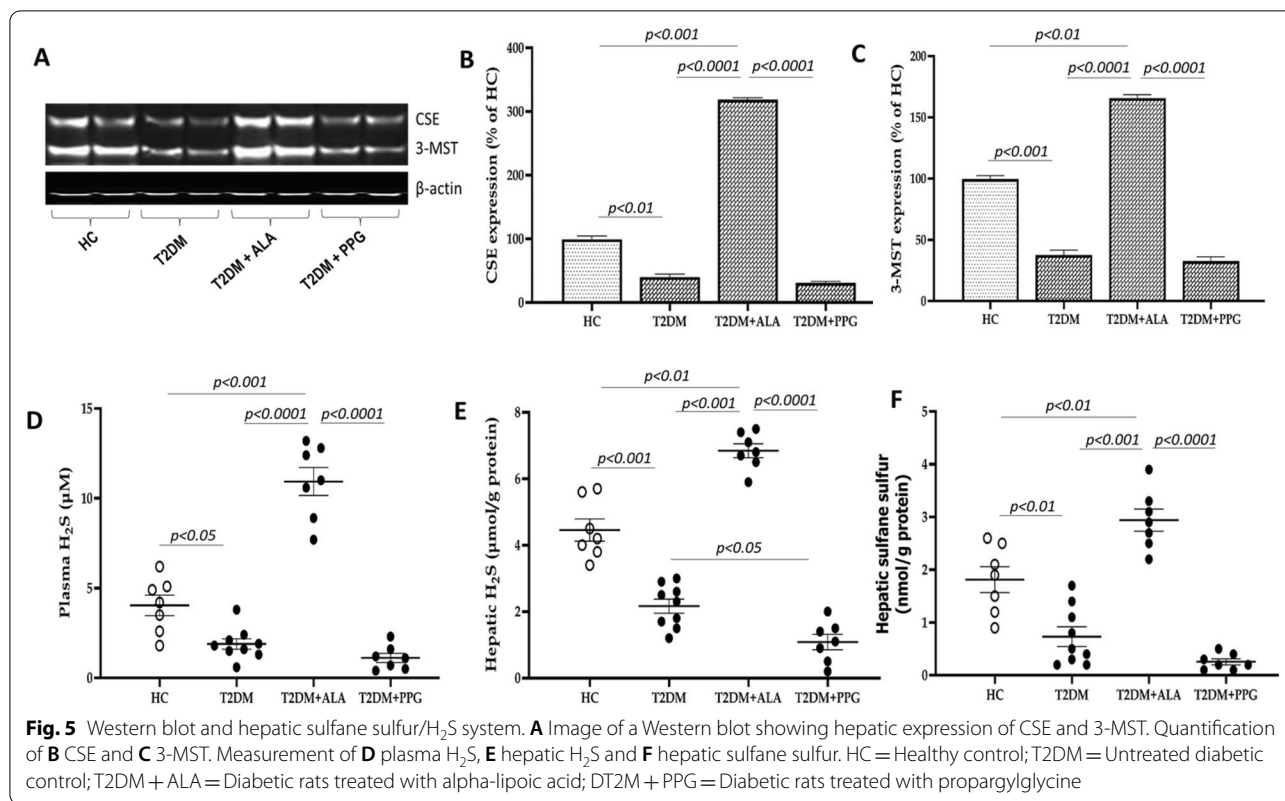 A
CSE
3-MST
β-actin
HC
T2DM
T2DM + ALA
T2DM + PPG
B
CSE expression (% of HC)
400
300
200
100
0
p<0.001
p<0.0001
p<0.0001
p<0.01
HC
T2DM
T2DM+ALA
T2DM+PPG
C
3-MST expression (% of HC)
200
150
100
50
0
p<0.01
p<0.0001
p<0.0001
p<0.001
HC
T2DM
T2DM+ALA
T2DM+PPG
D
Plasma H₂S (µM)
15
10
5
0
p<0.001
p<0.0001
p<0.0001
p<0.05
HC
T2DM
T2DM+ALA
T2DM+PPG
E
Hepatic H₂S (µmol/g protein)
8
6
4
2
0
p<0.01
p<0.001
p<0.0001
p<0.001
p<0.05
HC
T2DM
T2DM+ALA
T2DM+PPG
F
Hepatic sulfane sulfur
(nmol/g protein)
5
4
3
2
1
0
p<0.01
p<0.001
p<0.0001
p<0.01
HC
T2DM
T2DM+ALA
T2DM+PPG
Fig. 5 Western blot and hepatic sulfane sulfur/H₂S system. A Image of a Western blot showing hepatic expression of CSE and 3-MST. Quantification
of B CSE and C 3-MST. Measurement of D plasma H₂S, E hepatic H₂S and F hepatic sulfane sulfur. HC = Healthy control; T2DM = Untreated diabetic
control; T2DM + ALA = Diabetic rats treated with alpha-lipoic acid; DT2M + PPG = Diabetic rats treated with propargylglycine